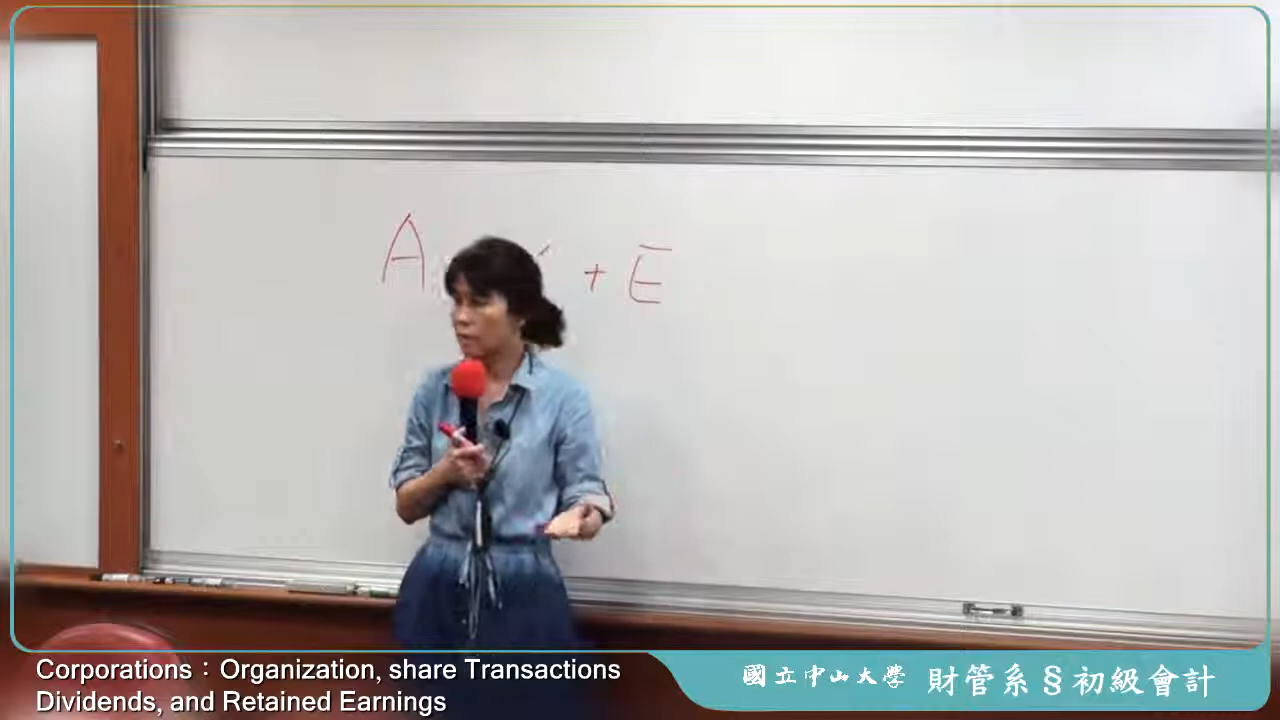 A + E
Corporations：Organization, share Transactions
Dividends, and Retained Earnings
國立中山大學 財管系§初級會計